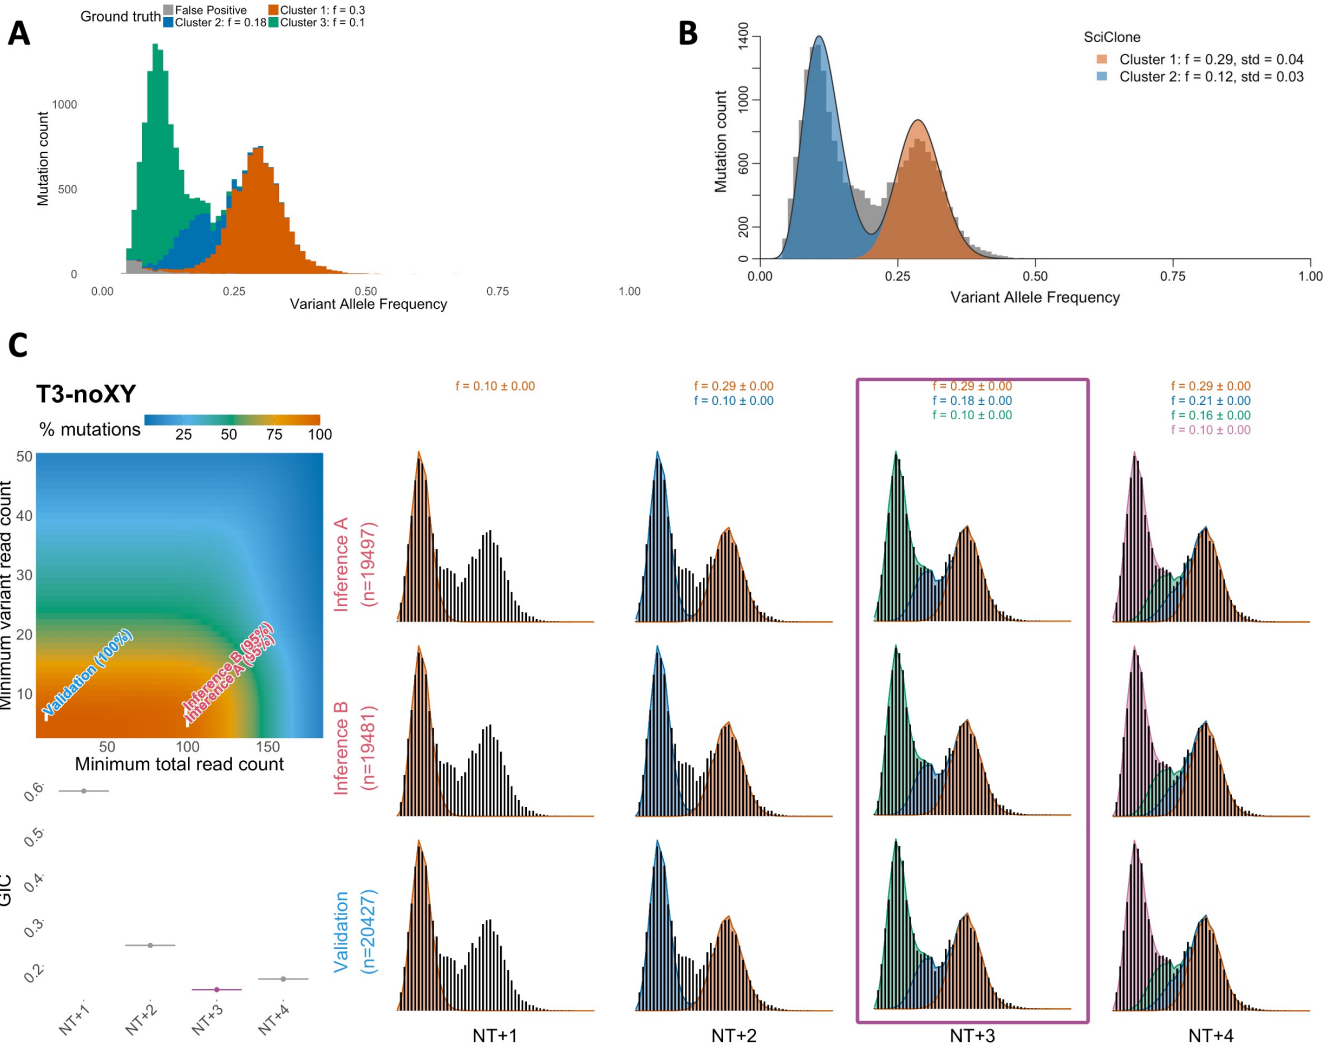 A
Ground truth
False Positive
Cluster 1: f = 0.3
Cluster 2: f = 0.18
Cluster 3: f = 0.1
Mutation count
1000
500
0
0.00
0.25
0.50
0.75
1.00
Variant Allele Frequency
B
SciClone
Cluster 1: f = 0.29, std = 0.04
Cluster 2: f = 0.12, std = 0.03
Mutation count
1400
1000
600
200
0
0.00
0.25
0.50
0.75
1.00
Variant Allele Frequency
C
T3-noXY
% mutations
25
50
75
100
Minimum variant read count
50
40
30
20
10
Validation (100%)
Inference B (95%)
Inference A (95%)
50
100
150
Minimum total read count
GIC
0.6
0.5
0.4
0.3
0.2
NT+1
NT+2
NT+3
NT+4
f = 0.10 ± 0.00
f = 0.29 ± 0.00
f = 0.10 ± 0.00
f = 0.29 ± 0.00
f = 0.18 ± 0.00
f = 0.10 ± 0.00
f = 0.29 ± 0.00
f = 0.21 ± 0.00
f = 0.16 ± 0.00
f = 0.10 ± 0.00
Inference A
(n=19497)
Inference B
(n=19481)
Validation
(n=20427)
NT+1
NT+2
NT+3
NT+4